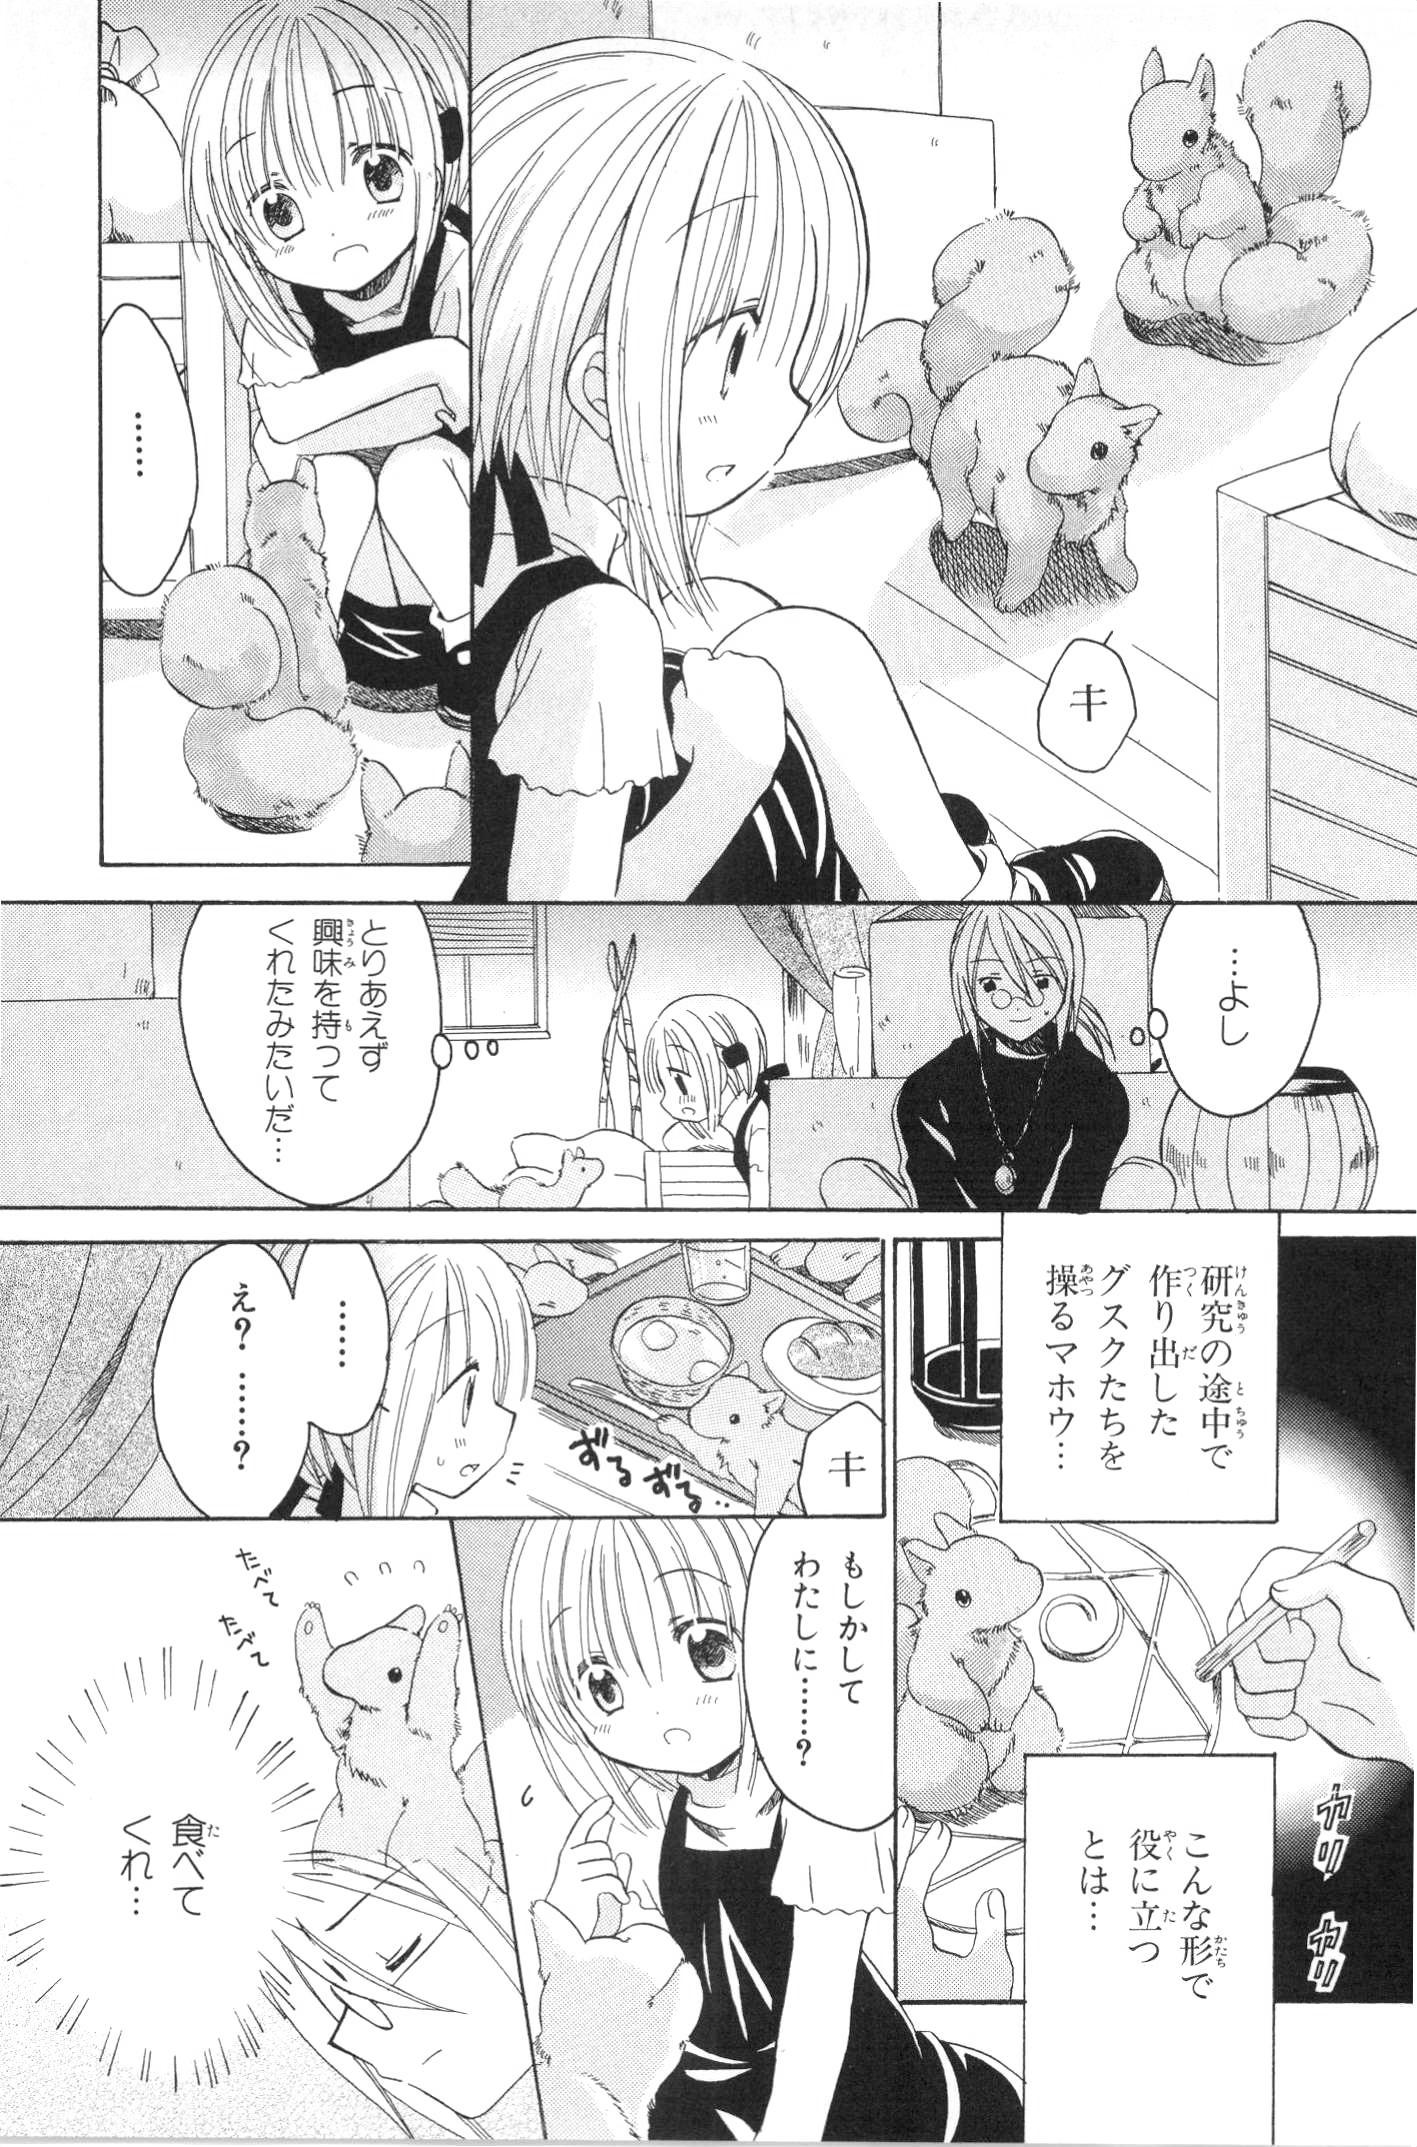 キ
……
…よし
とりあえず
興味を持って
くれたみたいだ…
研究の途中で
作り出した
グスクたちを
操るマホウ…
カリ
カリ
こんな形で
役に立つ
とは…
キ
ずるずる…
……
え？……？
もしかして
わたしに……？
たべて
たべて
食べて
くれ…